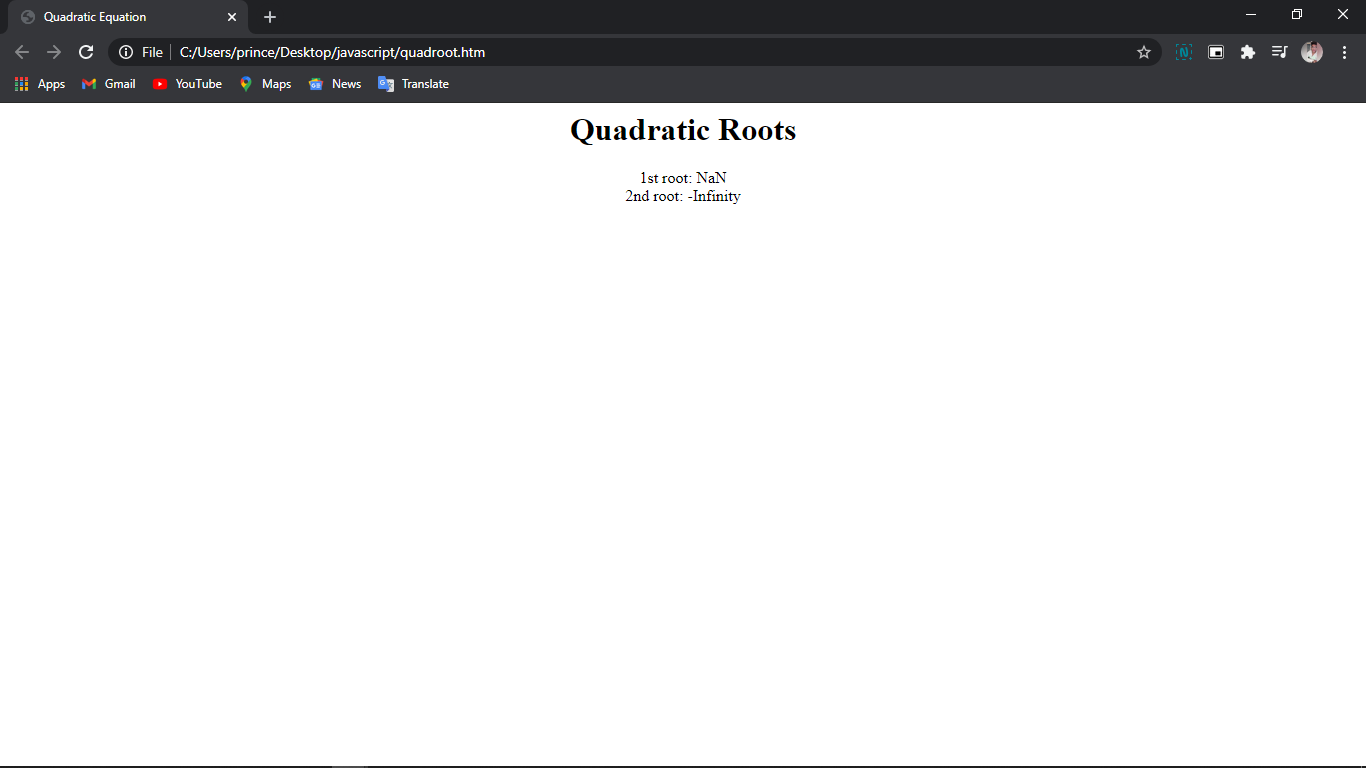 Quadratic Equation
File C:/Users/prince/Desktop/javascript/quadroot.htm
Apps Gmail YouTube Maps News Translate
Quadratic Roots
1st root: NaN
2nd root: -Infinity